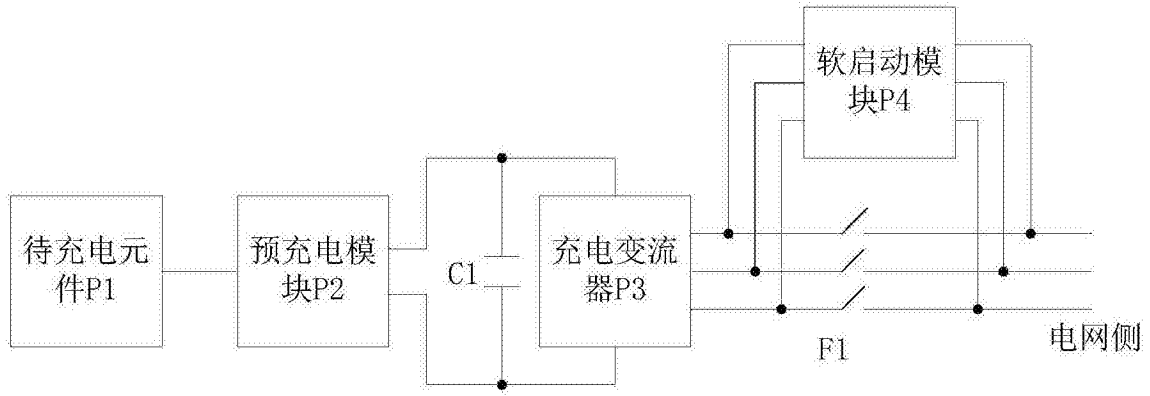 软启动模
块P4
待充电元
件P1
预充电模
块P2
C1
充电变流
器P3
F1
电网侧